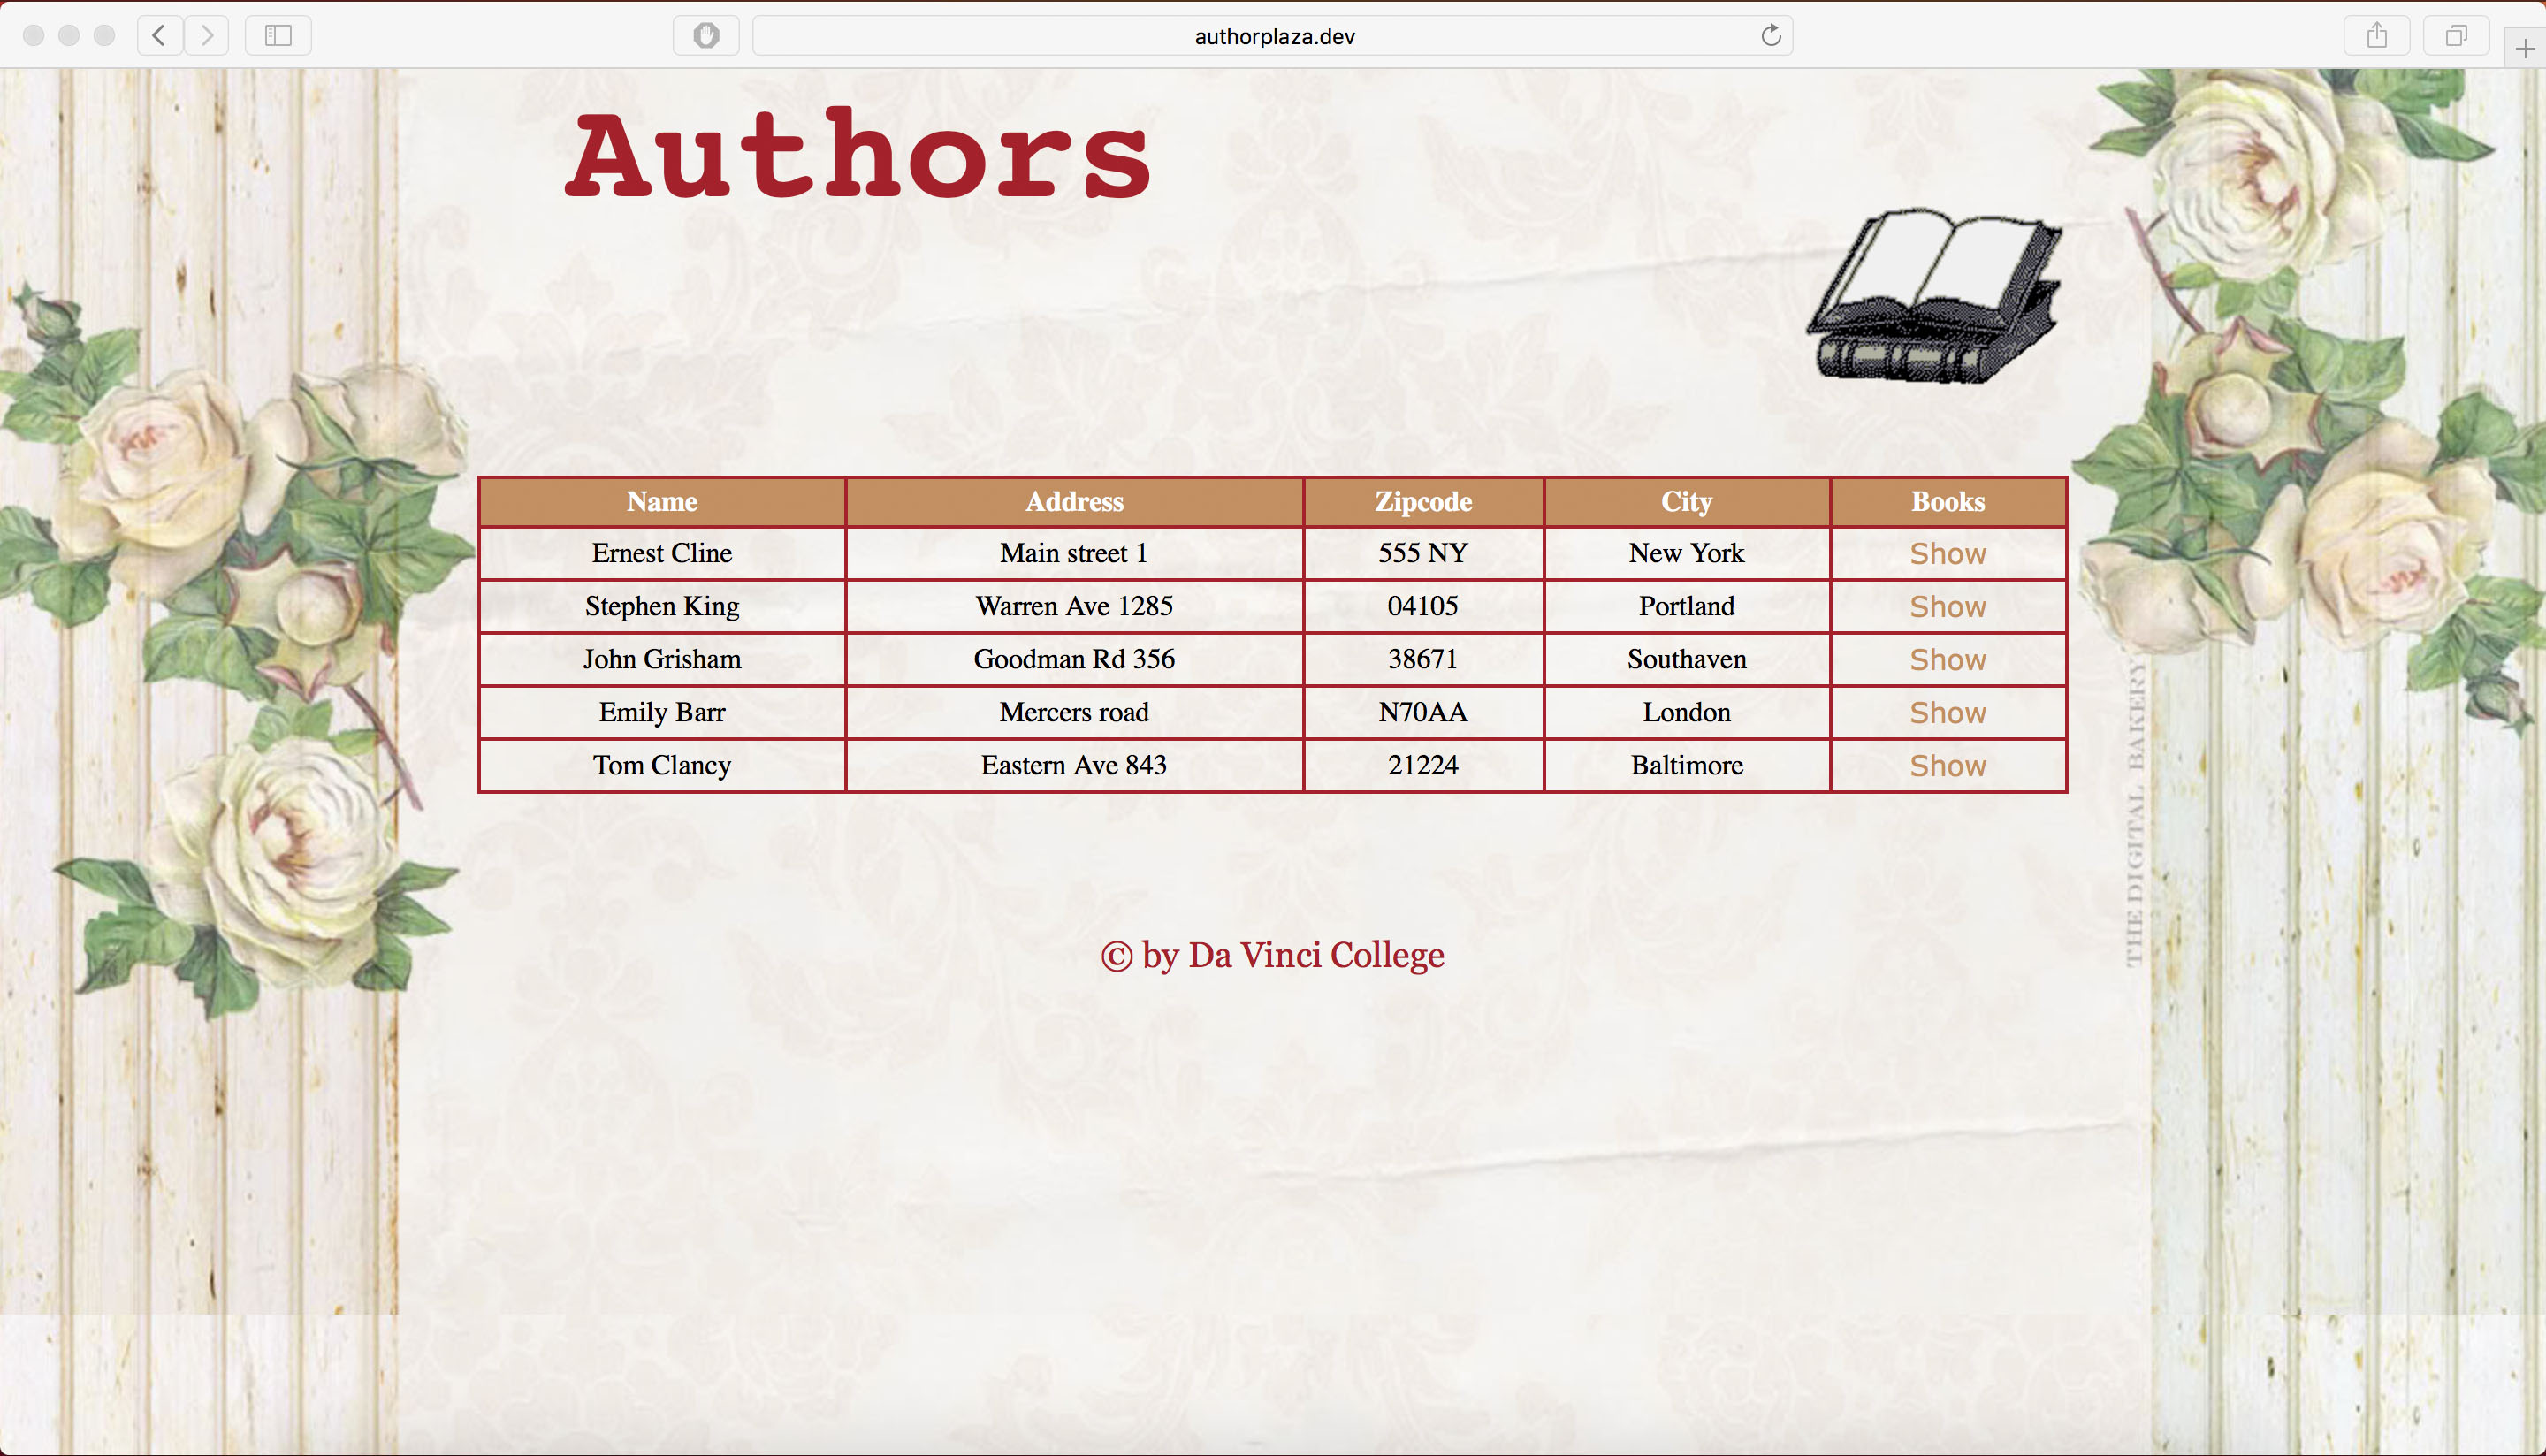 authorplaza.dev
Authors
Name Address Zipcode City Books
Ernest Cline Main street 1 555 NY New York Show
Stephen King Warren Ave 1285 04105 Portland Show
John Grisham Goodman Rd 356 38671 Southaven Show
Emily Barr Mercers road N70AA London Show
Tom Clancy Eastern Ave 843 21224 Baltimore Show
THE DIGITAL BAKERY
© by Da Vinci College